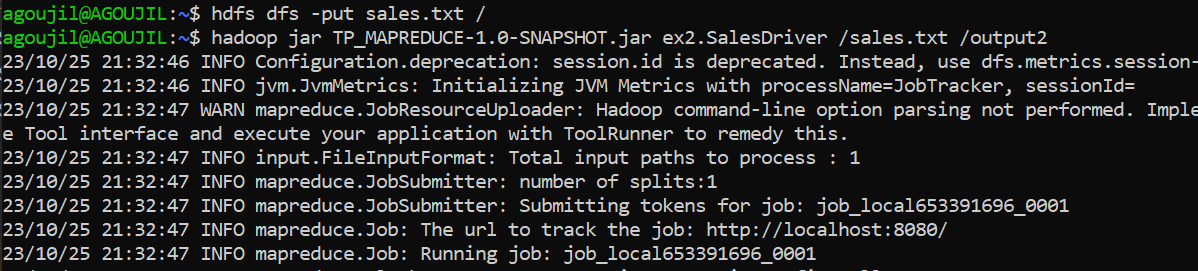 agoujil@AGOUJIL:~$ hdfs dfs -put sales.txt /
agoujil@AGOUJIL:~$ hadoop jar TP_MAPREDUCE-1.0-SNAPSHOT.jar ex2.SalesDriver /sales.txt /output2
23/10/25 21:32:46 INFO Configuration.deprecation: session.id is deprecated. Instead, use dfs.metrics.session-
23/10/25 21:32:46 INFO jvm.JvmMetrics: Initializing JVM Metrics with processName=JobTracker, sessionId=
23/10/25 21:32:47 WARN mapreduce.JobResourceUploader: Hadoop command-line option parsing not performed. Imple
e Tool interface and execute your application with ToolRunner to remedy this.
23/10/25 21:32:47 INFO input.FileInputFormat: Total input paths to process : 1
23/10/25 21:32:47 INFO mapreduce.JobSubmitter: number of splits:1
23/10/25 21:32:47 INFO mapreduce.JobSubmitter: Submitting tokens for job: job_local653391696_0001
23/10/25 21:32:47 INFO mapreduce.Job: The url to track the job: http://localhost:8080/
23/10/25 21:32:47 INFO mapreduce.Job: Running job: job_local653391696_0001